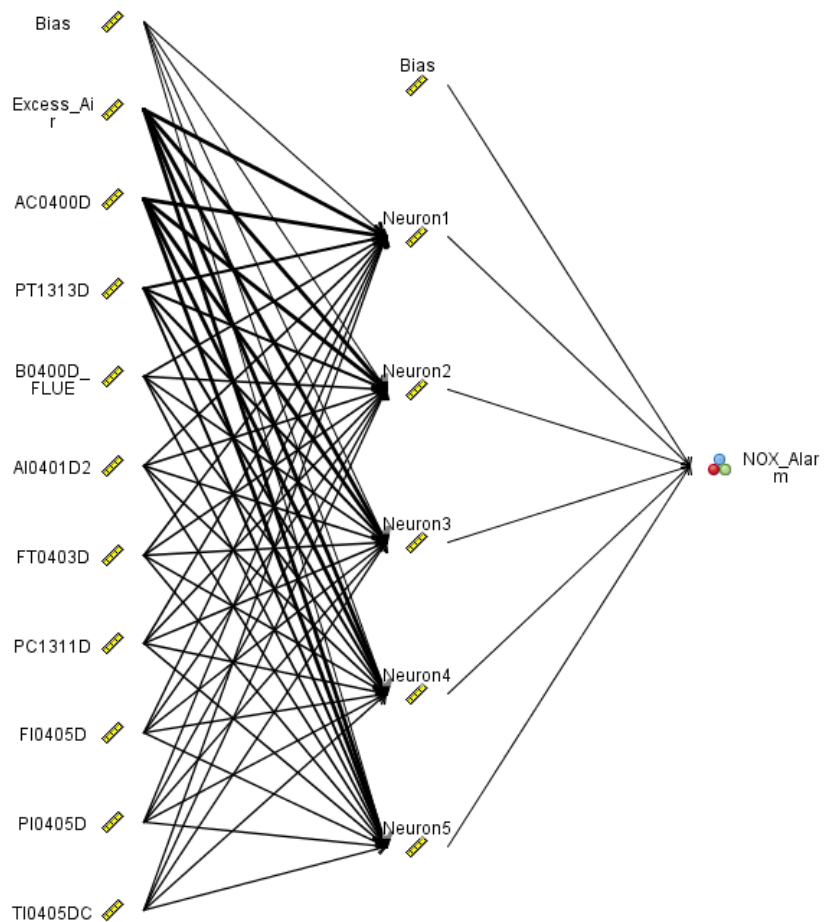 Bias
Excess_Ai
r
AC0400D
PT1313D
B0400D_
FLUE
AI0401D2
FT0403D
PC1311D
FI0405D
PI0405D
TI0405DC
Bias
Neuron1
Neuron2
Neuron3
Neuron4
Neuron5
NOX_Alar
m